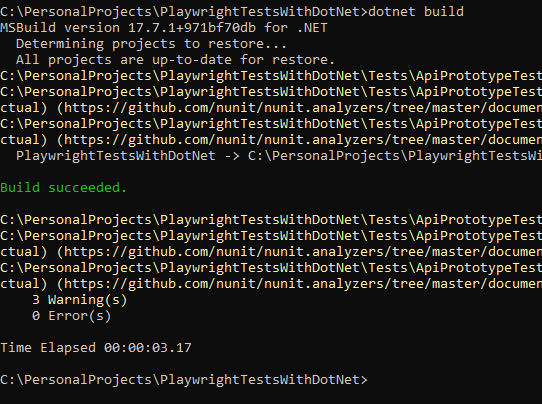 C:\PersonalProjects\PlaywrightTestsWithDotNet>dotnet build
MSBuild version 17.7.1+971bf70db for .NET
  Determining projects to restore...
  All projects are up-to-date for restore.
C:\PersonalProjects\PlaywrightTestsWithDotNet\Tests\ApiPrototypeTest
C:\PersonalProjects\PlaywrightTestsWithDotNet\Tests\ApiPrototypeTest
ctual) (https://github.com/nunit/nunit.analyzers/tree/master/documen
C:\PersonalProjects\PlaywrightTestsWithDotNet\Tests\ApiPrototypeTest
ctual) (https://github.com/nunit/nunit.analyzers/tree/master/documen
  PlaywrightTestsWithDotNet -> C:\PersonalProjects\PlaywrightTestsWi
Build succeeded.
C:\PersonalProjects\PlaywrightTestsWithDotNet\Tests\ApiPrototypeTest
C:\PersonalProjects\PlaywrightTestsWithDotNet\Tests\ApiPrototypeTest
ctual) (https://github.com/nunit/nunit.analyzers/tree/master/documen
C:\PersonalProjects\PlaywrightTestsWithDotNet\Tests\ApiPrototypeTest
ctual) (https://github.com/nunit/nunit.analyzers/tree/master/documen
    3 Warning(s)
    0 Error(s)
Time Elapsed 00:00:03.17
C:\PersonalProjects\PlaywrightTestsWithDotNet>